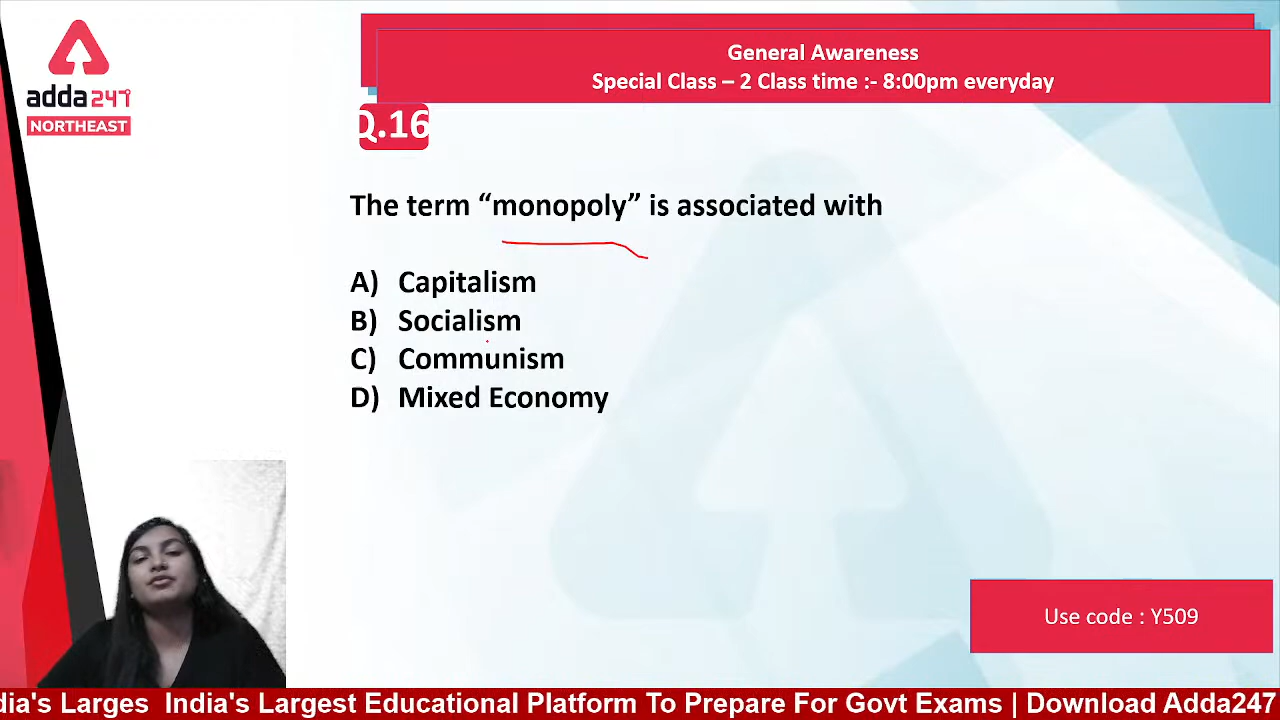 adda247
NORTHEAST
General Awareness
Special Class – 2 Class time :- 8:00pm everyday
Q.16
The term “monopoly” is associated with
A) Capitalism
B) Socialism
C) Communism
D) Mixed Economy
Use code : Y509
dia's Larges India's Largest Educational Platform To Prepare For Govt Exams | Download Adda247